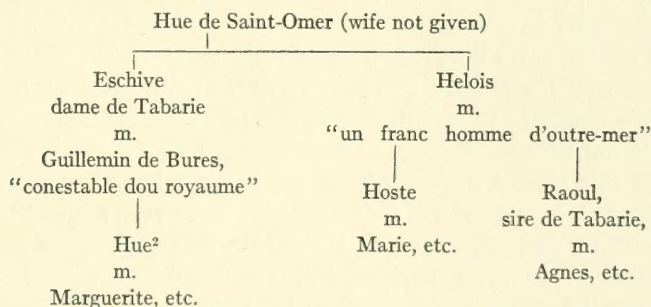 Hue de Saint-Omer (wife not given)
Eschive
dame de Tabarie
m.
Guillemin de Bures,
"conestable dou royaume"
Hue²
m.
Marguerite, etc.
Helois
m.
"un franc homme d'outre-mer"
Hoste
m.
Marie, etc.
Raoul,
sire de Tabarie,
m.
Agnes, etc.